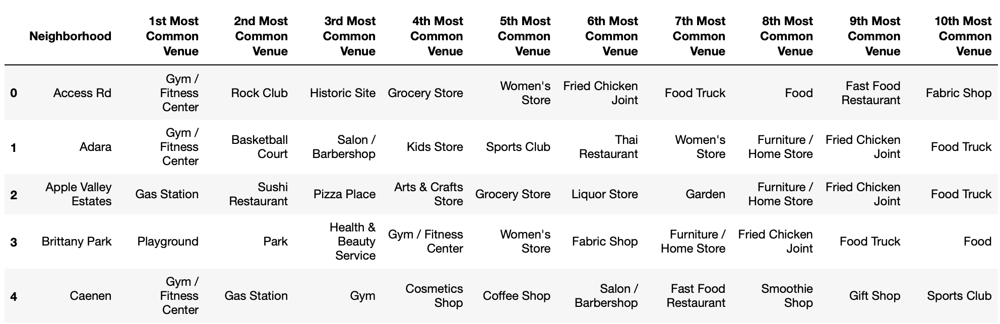 Neighborhood 1st Most Common Venue 2nd Most Common Venue 3rd Most Common Venue 4th Most Common Venue 5th Most Common Venue 6th Most Common Venue 7th Most Common Venue 8th Most Common Venue 9th Most Common Venue 10th Most Common Venue
0 Access Rd Gym / Fitness Center Rock Club Historic Site Grocery Store Women's Store Fried Chicken Joint Food Truck Food Fast Food Restaurant Fabric Shop
1 Adara Gym / Fitness Center Basketball Court Salon / Barbershop Kids Store Sports Club Thai Restaurant Women's Store Furniture / Home Store Fried Chicken Joint Food Truck
2 Apple Valley Estates Gas Station Sushi Restaurant Pizza Place Arts & Crafts Store Grocery Store Liquor Store Garden Furniture / Home Store Fried Chicken Joint Food Truck
3 Brittany Park Playground Park Health & Beauty Service Gym / Fitness Center Women's Store Fabric Shop Furniture / Home Store Fried Chicken Joint Food Truck Food
4 Caenen Gym / Fitness Center Gas Station Gym Cosmetics Shop Coffee Shop Salon / Barbershop Fast Food Restaurant Smoothie Shop Gift Shop Sports Club